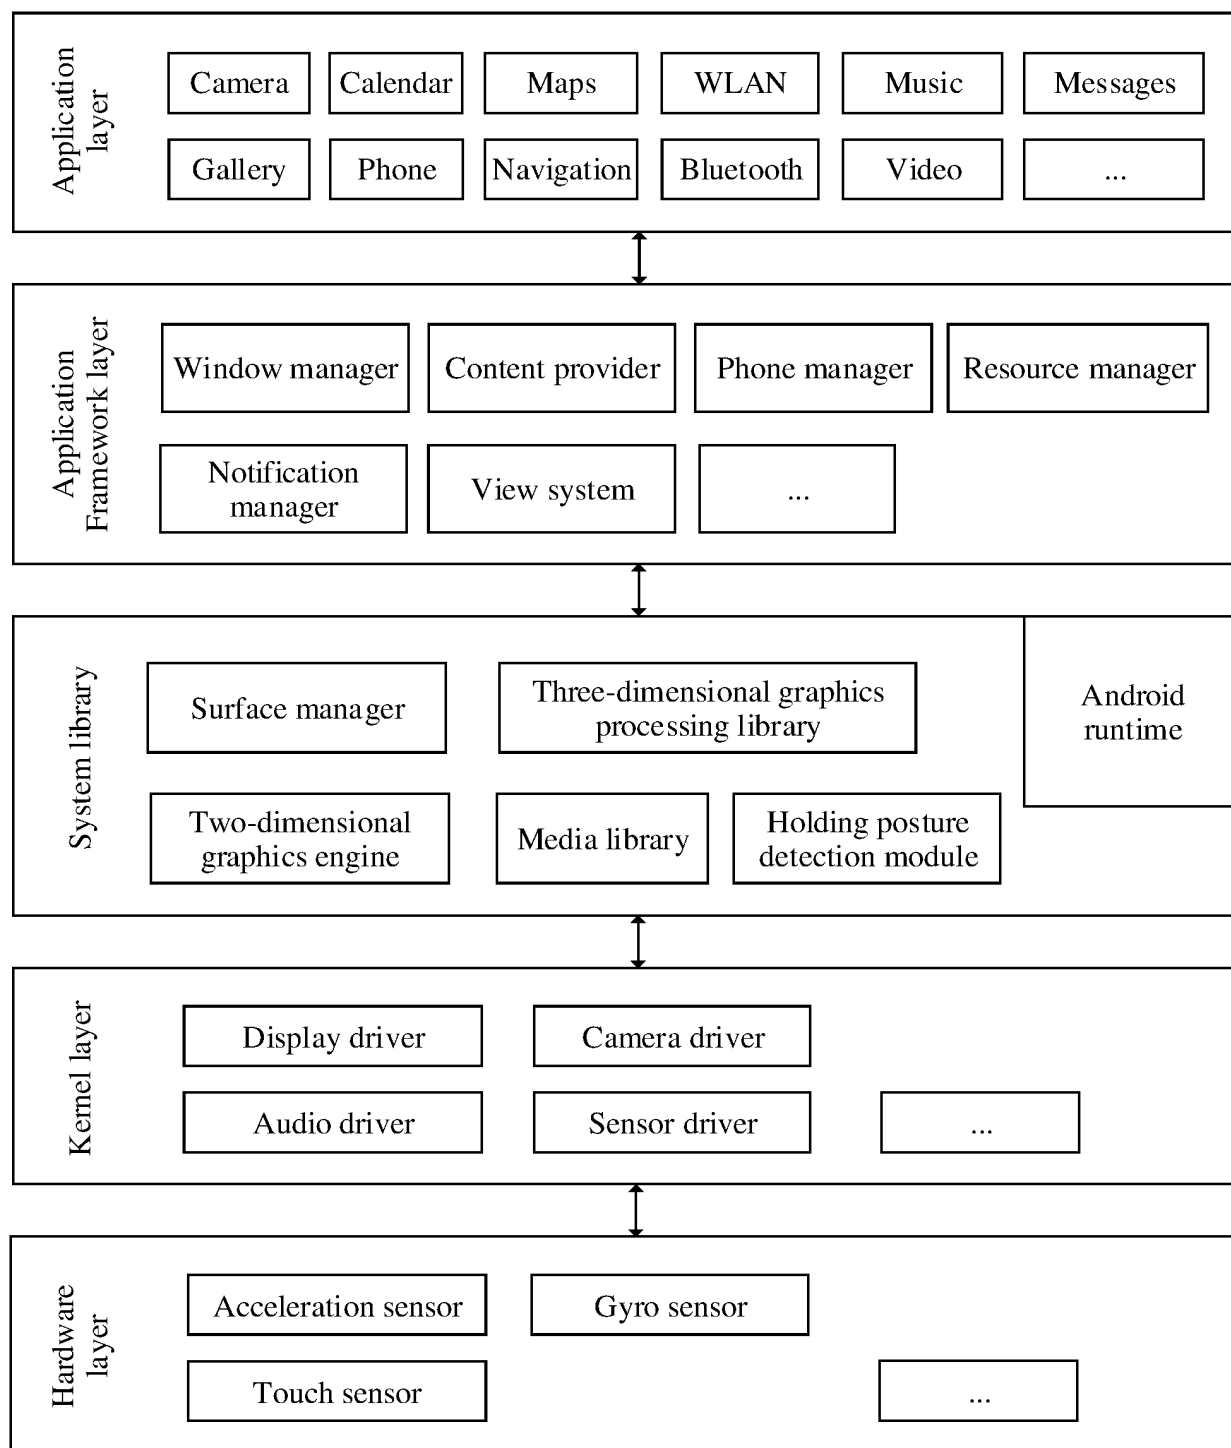 Application
layer
Camera
Calendar
Maps
WLAN
Music
Messages
Gallery
Phone
Navigation
Bluetooth
Video
...
Application
Framework layer
Window manager
Content provider
Phone manager
Resource manager
Notification
manager
View system
...
System library
Surface manager
Three-dimensional graphics
processing library
Android
runtime
Two-dimensional
graphics engine
Media library
Holding posture
detection module
Kernel layer
Display driver
Camera driver
Audio driver
Sensor driver
...
Hardware
layer
Acceleration sensor
Gyro sensor
Touch sensor
...